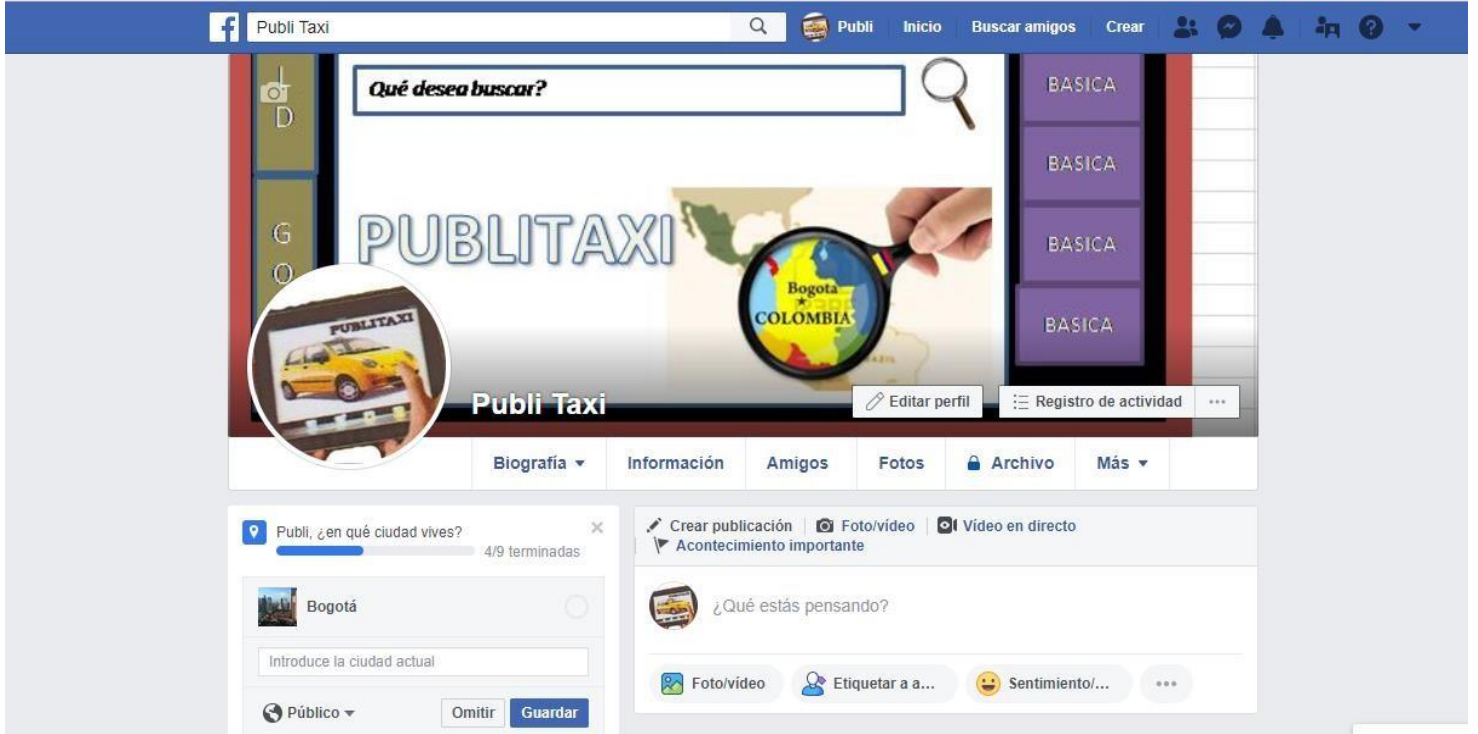 Publi Taxi
Publi Inicio Buscar amigos Crear
Qué desea buscar?
I
D
G
O
BASICA
BASICA
BASICA
BASICA
PUBLITAXI
Bogota
COLOMBIA
PUBLITAXI
Publi Taxi
Editar perfil
Registro de actividad
Biografía Información Amigos Fotos Archivo Más
Publi, ¿en qué ciudad vives?
4/9 terminadas
Bogotá
Introduce la ciudad actual
Público Omitir Guardar
Crear publicación Foto/vídeo Vídeo en directo
Acontecimiento importante
¿Qué estás pensando?
Foto/vídeo Etiquetar a a... Sentimiento/...